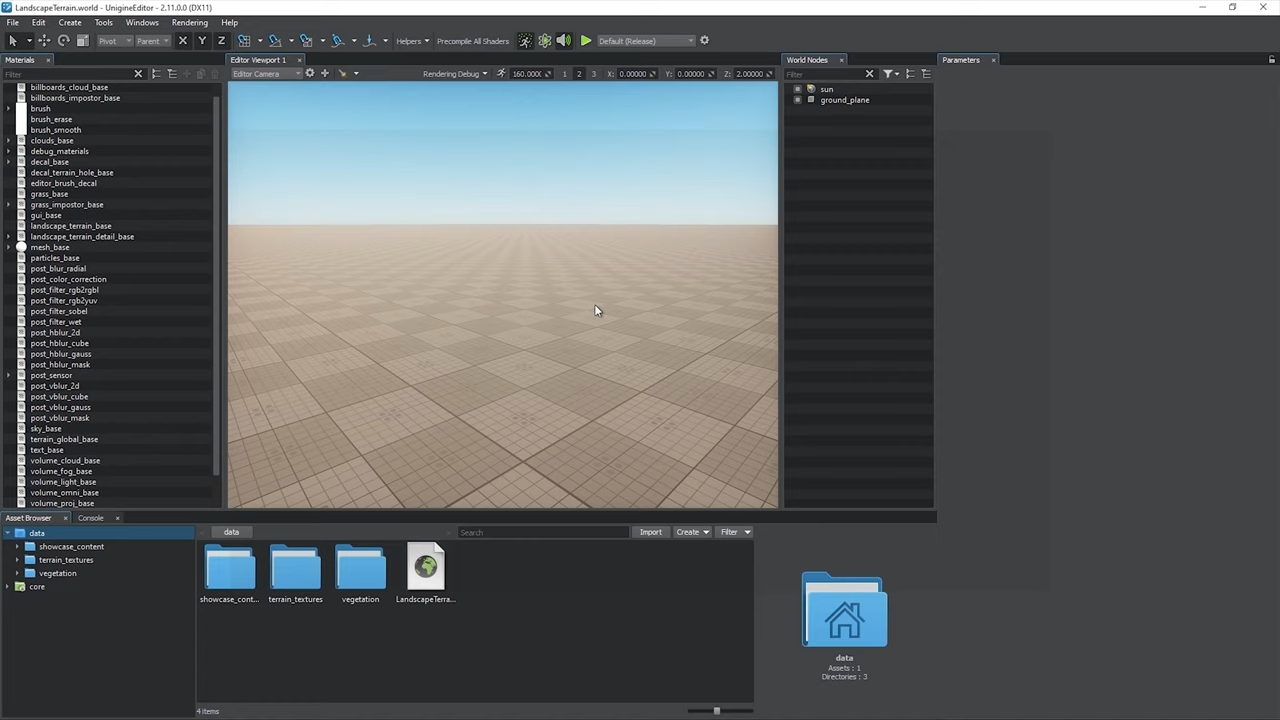 LandscapeTerrain.world - UnigineEditor - 2.11.0.0 (DX11)
File Edit Create Tools Windows Rendering Help
Pivot Parent X Y Z Helpers Precompile All Shaders Default (Release)
Materials Editor Viewport 1 World Nodes Parameters
Filter Editor Camera Rendering Debug 160.000( 1 2 3 X: 0.00000 Y: 0.00000 Z: 2.00000 Filter
billboards_cloud_base
billboards_impostor_base
brush
brush_erase
brush_smooth
clouds_base
debug_materials
decal_base
decal_terrain_hole_base
editor_brush_decal
grass_base
grass_impostor_base
gui_base
landscape_terrain_base
landscape_terrain_detail_base
mesh_base
particles_base
post_blur_radial
post_color_correction
post_filter_rgb2rgbl
post_filter_rgb2yuv
post_filter_sobel
post_filter_wet
post_hblur_2d
post_hblur_cube
post_hblur_gauss
post_hblur_mask
post_sensor
post_vblur_2d
post_vblur_cube
post_vblur_gauss
post_vblur_mask
sky_base
terrain_global_base
text_base
volume_cloud_base
volume_fog_base
volume_light_base
volume_omni_base
volume_proj_base
sun
ground_plane
Asset Browser Console
data
showcase_content
terrain_textures
vegetation
core
data Search Import Create Filter
showcase_cont... terrain_textures vegetation LandscapeTerra...
4 items
data
Assets : 1
Directories : 3